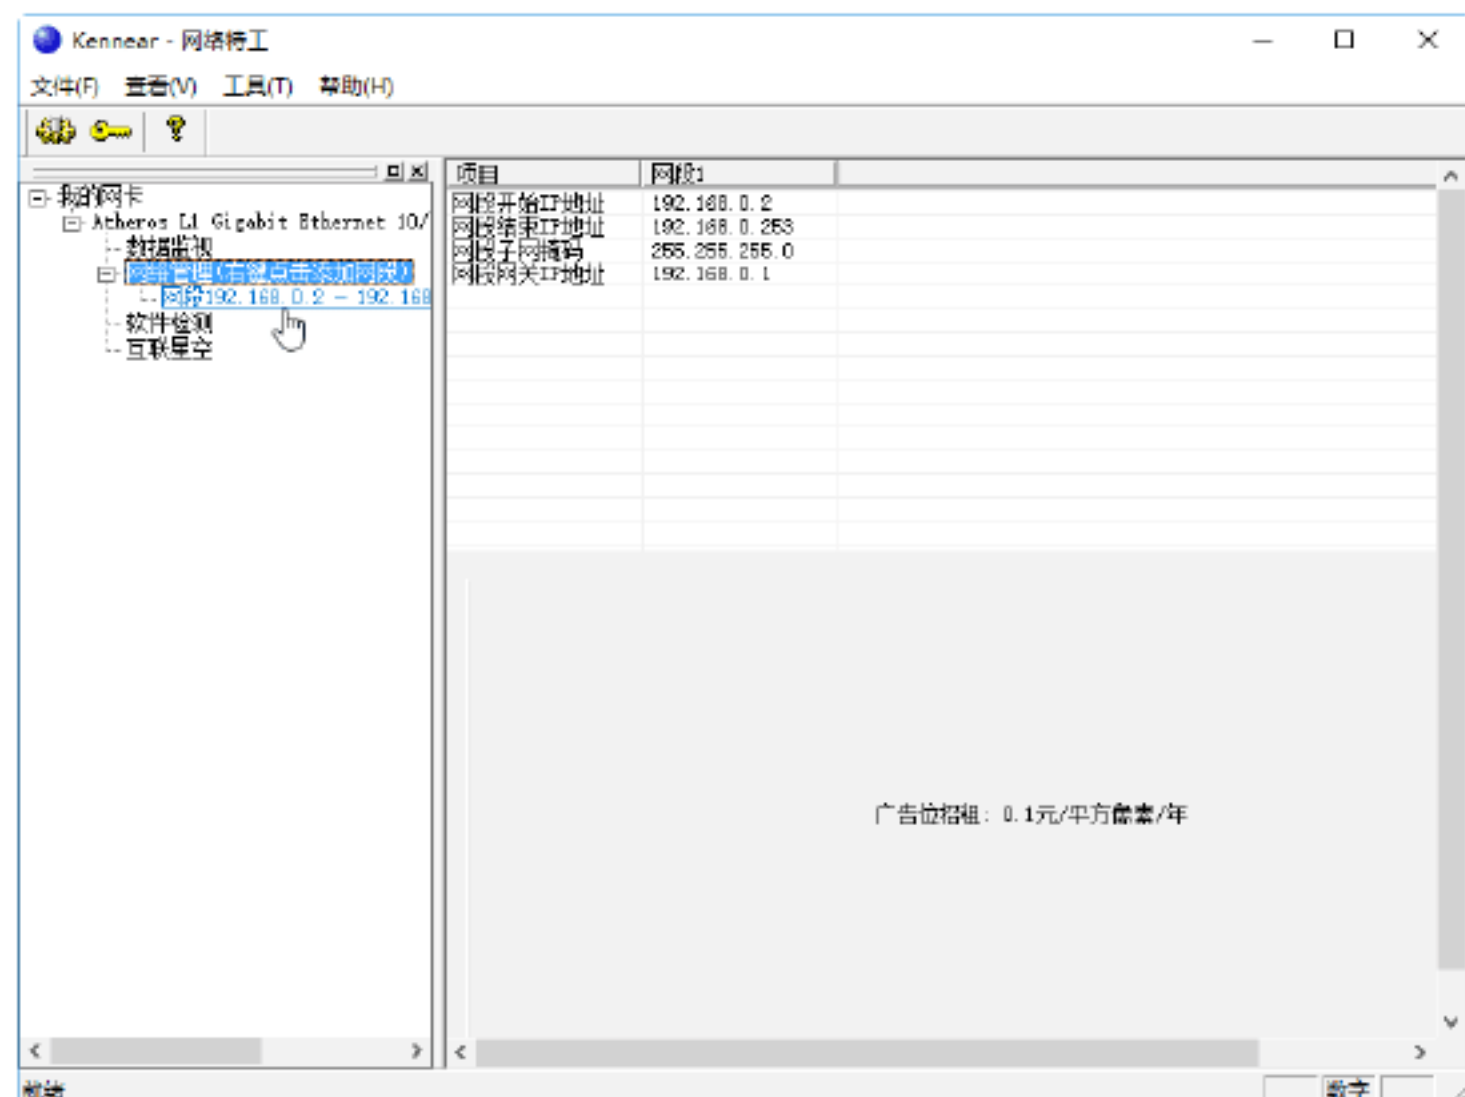 Kennear - 网络特工
文件(F) 查看(V) 工具(T) 帮助(H)
我的网卡
Atheros L1 Gigabit Ethernet 10/
数据监视
网络管理(右键点击添加网段)
网段192.168.0.2 - 192.168
软件检测
互联星空
项目 网段1
网段开始IP地址 192.168.0.2
网段结束IP地址 192.168.0.253
网段子网掩码 255.255.255.0
网段网关IP地址 192.168.0.1
广告位招租: 0.1元/平方像素/年
就绪
数字